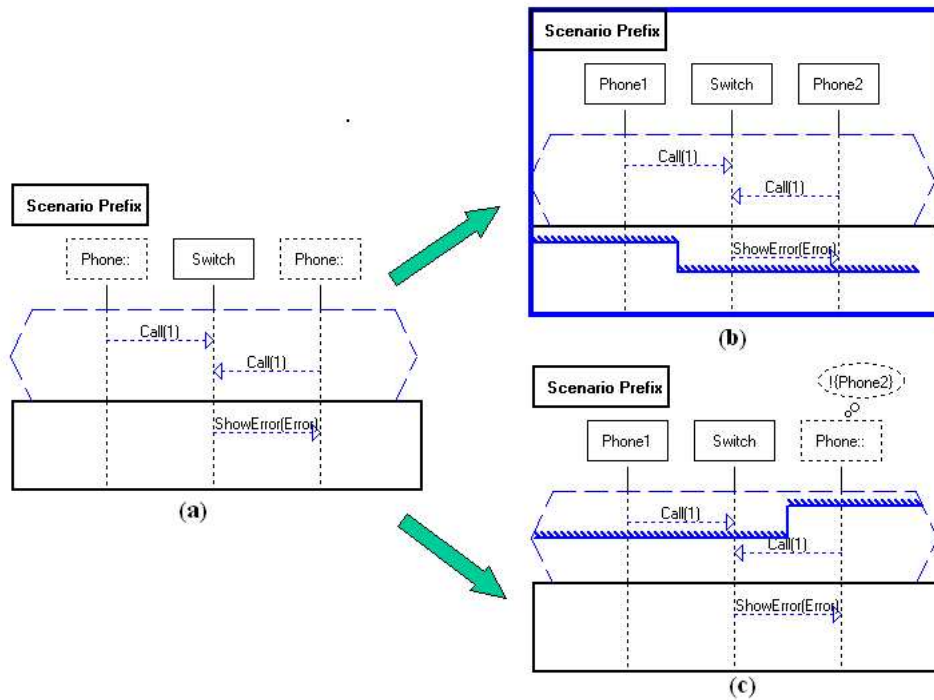 Scenario Prefix
Phone1
Switch
Phone2
Call(1)
Call(1)
ShowError(Error)
(b)
Scenario Prefix
Phone::
Switch
Phone::
Call(1)
Call(1)
ShowError(Error)
(a)
Scenario Prefix
!{Phone2}
Phone1
Switch
Phone::
Call(1)
Call(1)
ShowError(Error)
(c)